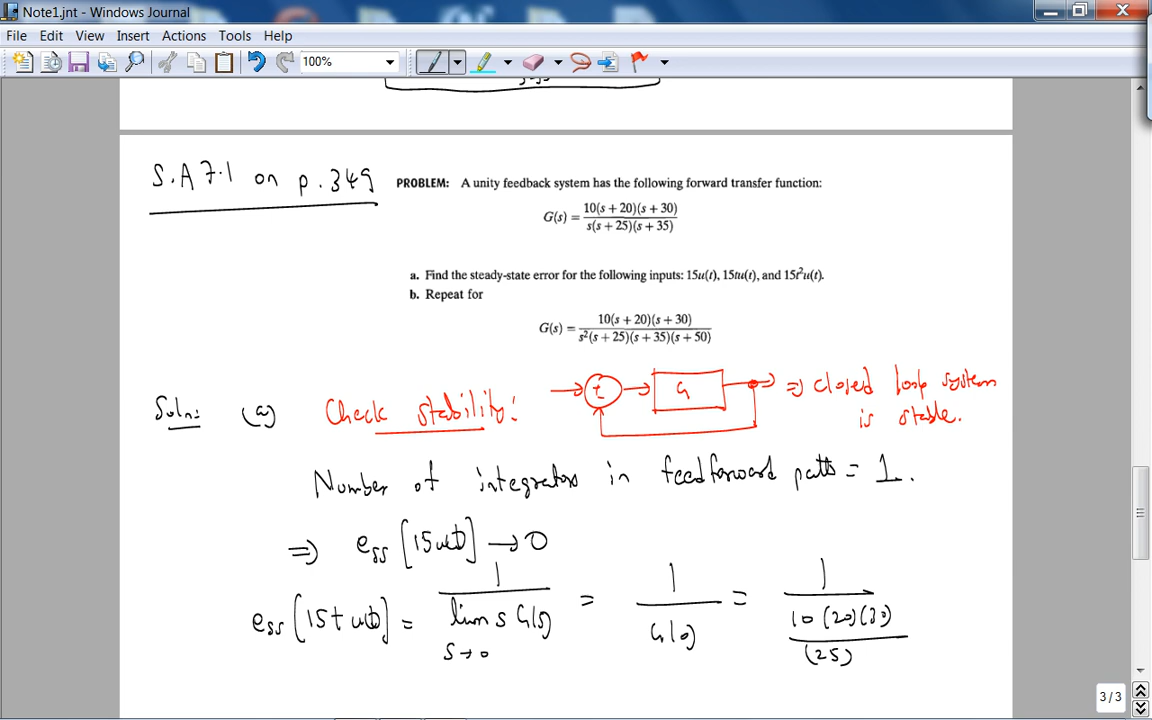 Note1.jnt - Windows Journal
File Edit View Insert Actions Tools Help
100%
S.A 7.1 on p.349
PROBLEM: A unity feedback system has the following forward transfer function:
G(s) = 10(s + 20)(s + 30) / s(s + 25)(s + 35)
a. Find the steady-state error for the following inputs: 15u(t), 15tu(t), and 15t²u(t).
b. Repeat for
G(s) = 10(s + 20)(s + 30) / s²(s + 25)(s + 35)(s + 50)
Soln: (a) Check stability: G ⇒ closed loop system
is stable.
Number of integrators in feedforward path = 1.
⇒ ess [15u(t)] → 0
ess [15t u(t)] = 1 / lim s→0 s G(s) = 1 / G(0) = 1 / 10(20)(30) / (25)
3/3